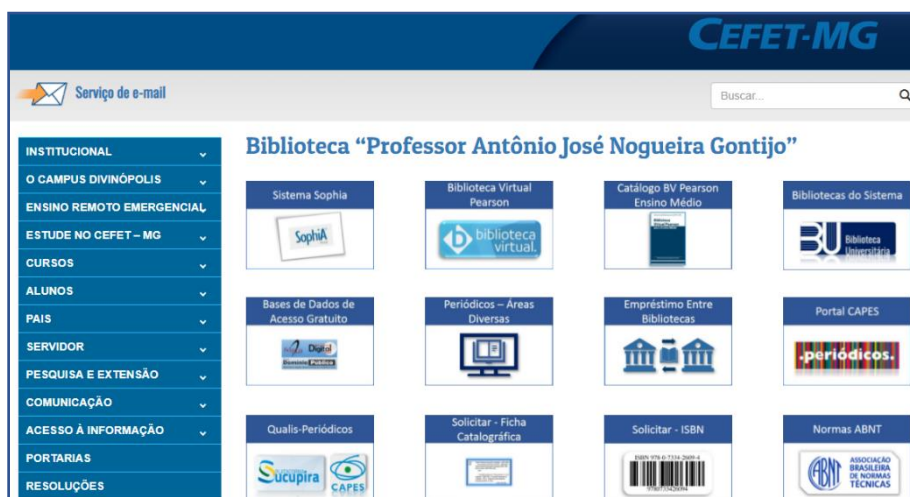 CEFET-MG
Serviço de e-mail
Buscar...
INSTITUCIONAL
O CAMPUS DIVINÓPOLIS
ENSINO REMOTO EMERGENCIAL
ESTUDE NO CEFET – MG
CURSOS
ALUNOS
PAIS
SERVIDOR
PESQUISA E EXTENSÃO
COMUNICAÇÃO
ACESSO À INFORMAÇÃO
PORTARIAS
RESOLUÇÕES
Biblioteca “Professor Antônio José Nogueira Gontijo”
Sistema Sophia
SophiA
Biblioteca Virtual
Pearson
biblioteca
virtual.
Catálogo BV Pearson
Ensino Médio
Bibliotecas do Sistema
BU
Biblioteca
Universitária
Bases de Dados de
Acesso Gratuito
Digital
Periódicos – Áreas
Diversas
Empréstimo Entre
Bibliotecas
Portal CAPES
.periódicos.
Qualis-Periódicos
Sucupira
CAPES
Solicitar - Ficha
Catalográfica
Solicitar - ISBN
Normas ABNT
ABNT
ASSOCIAÇÃO
BRASILEIRA
DE NORMAS
TÉCNICAS